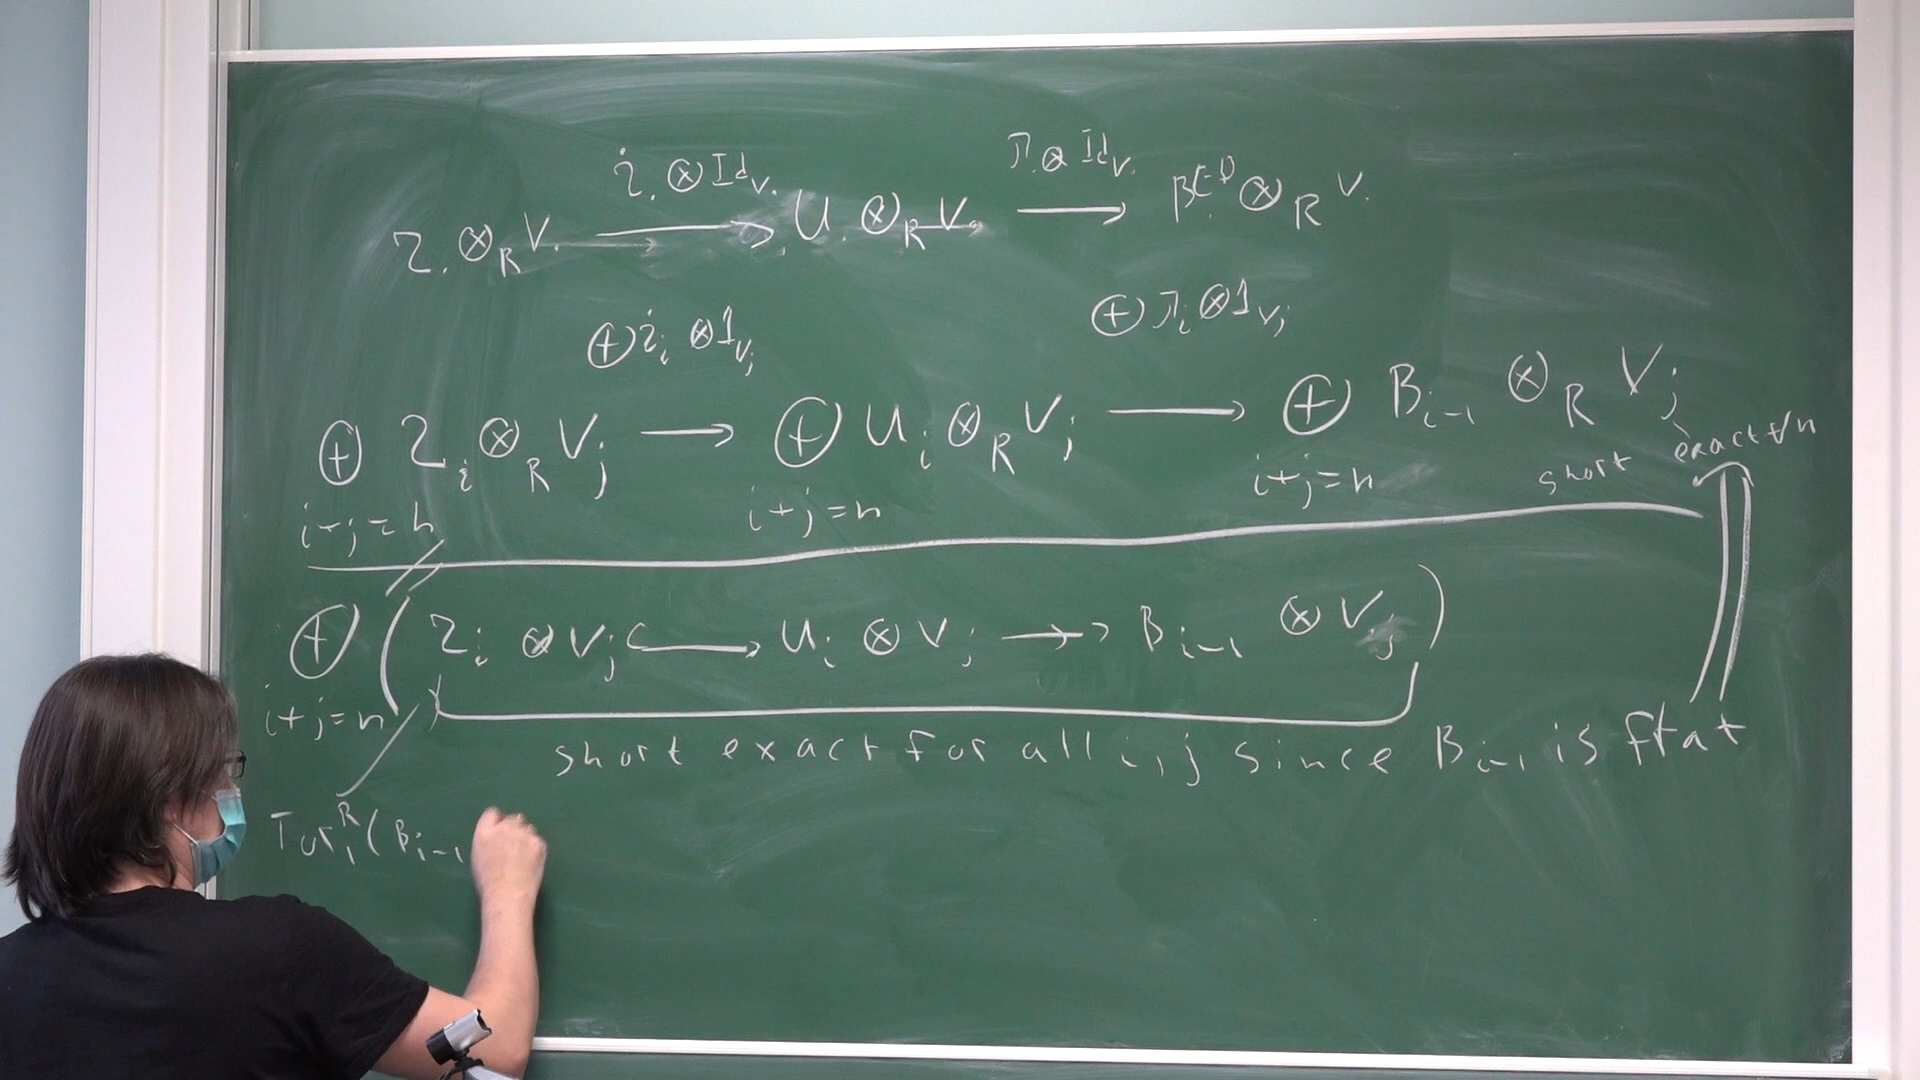 i. ⊗ Id_V. π. ⊗ Id_V.
Z. ⊗_R V. ⟶ U. ⊗_R V. ⟶ B.^{[-1]} ⊗_R V.
⊕ i_i ⊗ 1_{V_j} ⊕ π_i ⊗ 1_{V_j}
⊕ Z_i ⊗_R V_j ⟶ ⊕ U_i ⊗_R V_j ⟶ ⊕ B_{i-1} ⊗_R V_j
i+j=n i+j=n i+j=n short exact ∀n
⊕ ( Z_i ⊗ V_j ↪ U_i ⊗ V_j ↠ B_{i-1} ⊗ V_j )
i+j=n
short exact for all i,j since B_{i-1} is flat
Tor_1^R(B_{i-1}